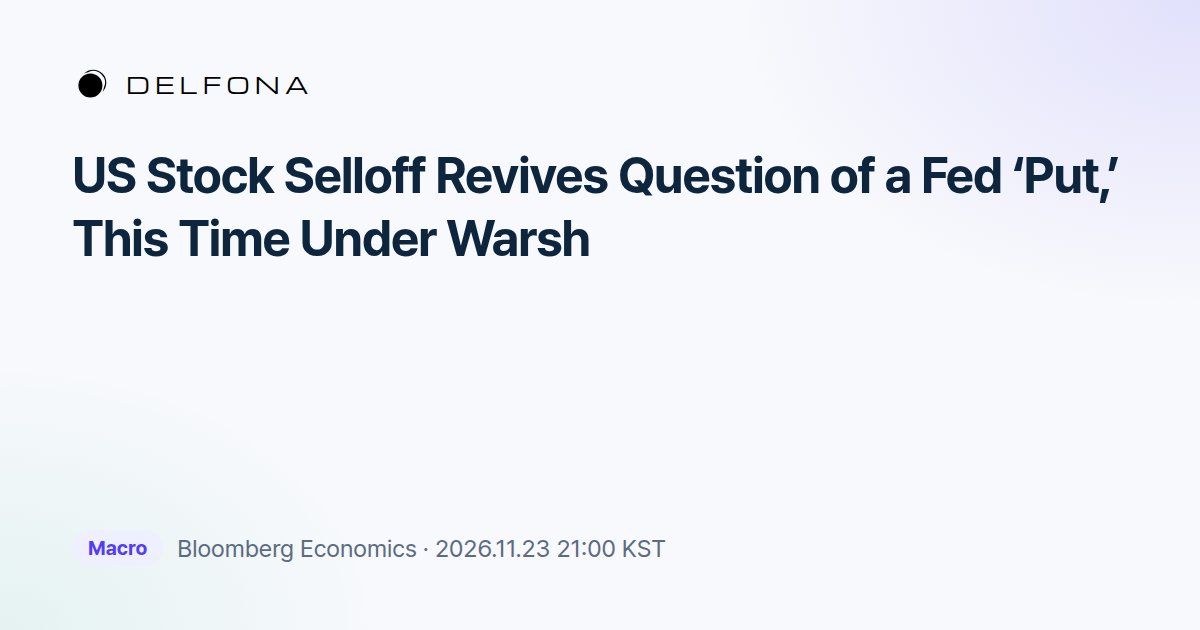 DELFONA
US Stock Selloff Revives Question of a Fed ‘Put,’
This Time Under Warsh
Macro Bloomberg Economics · 2026.11.23 21:00 KST